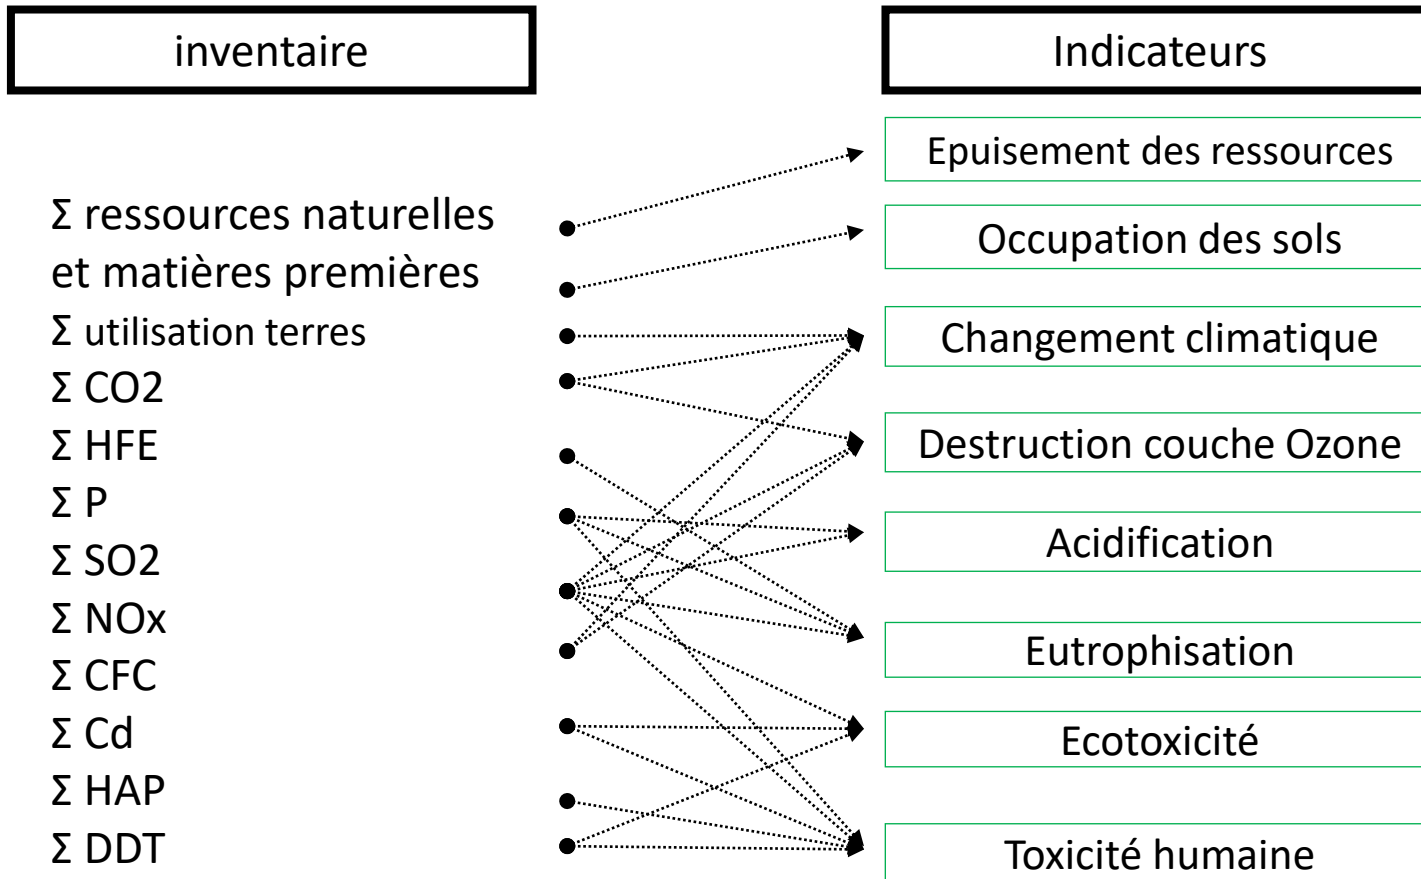 inventaire
Indicateurs
Σ ressources naturelles
et matières premières
Σ utilisation terres
Σ CO2
Σ HFE
Σ P
Σ SO2
Σ NOx
Σ CFC
Σ Cd
Σ HAP
Σ DDT
Epuisement des ressources
Occupation des sols
Changement climatique
Destruction couche Ozone
Acidification
Eutrophisation
Ecotoxicité
Toxicité humaine